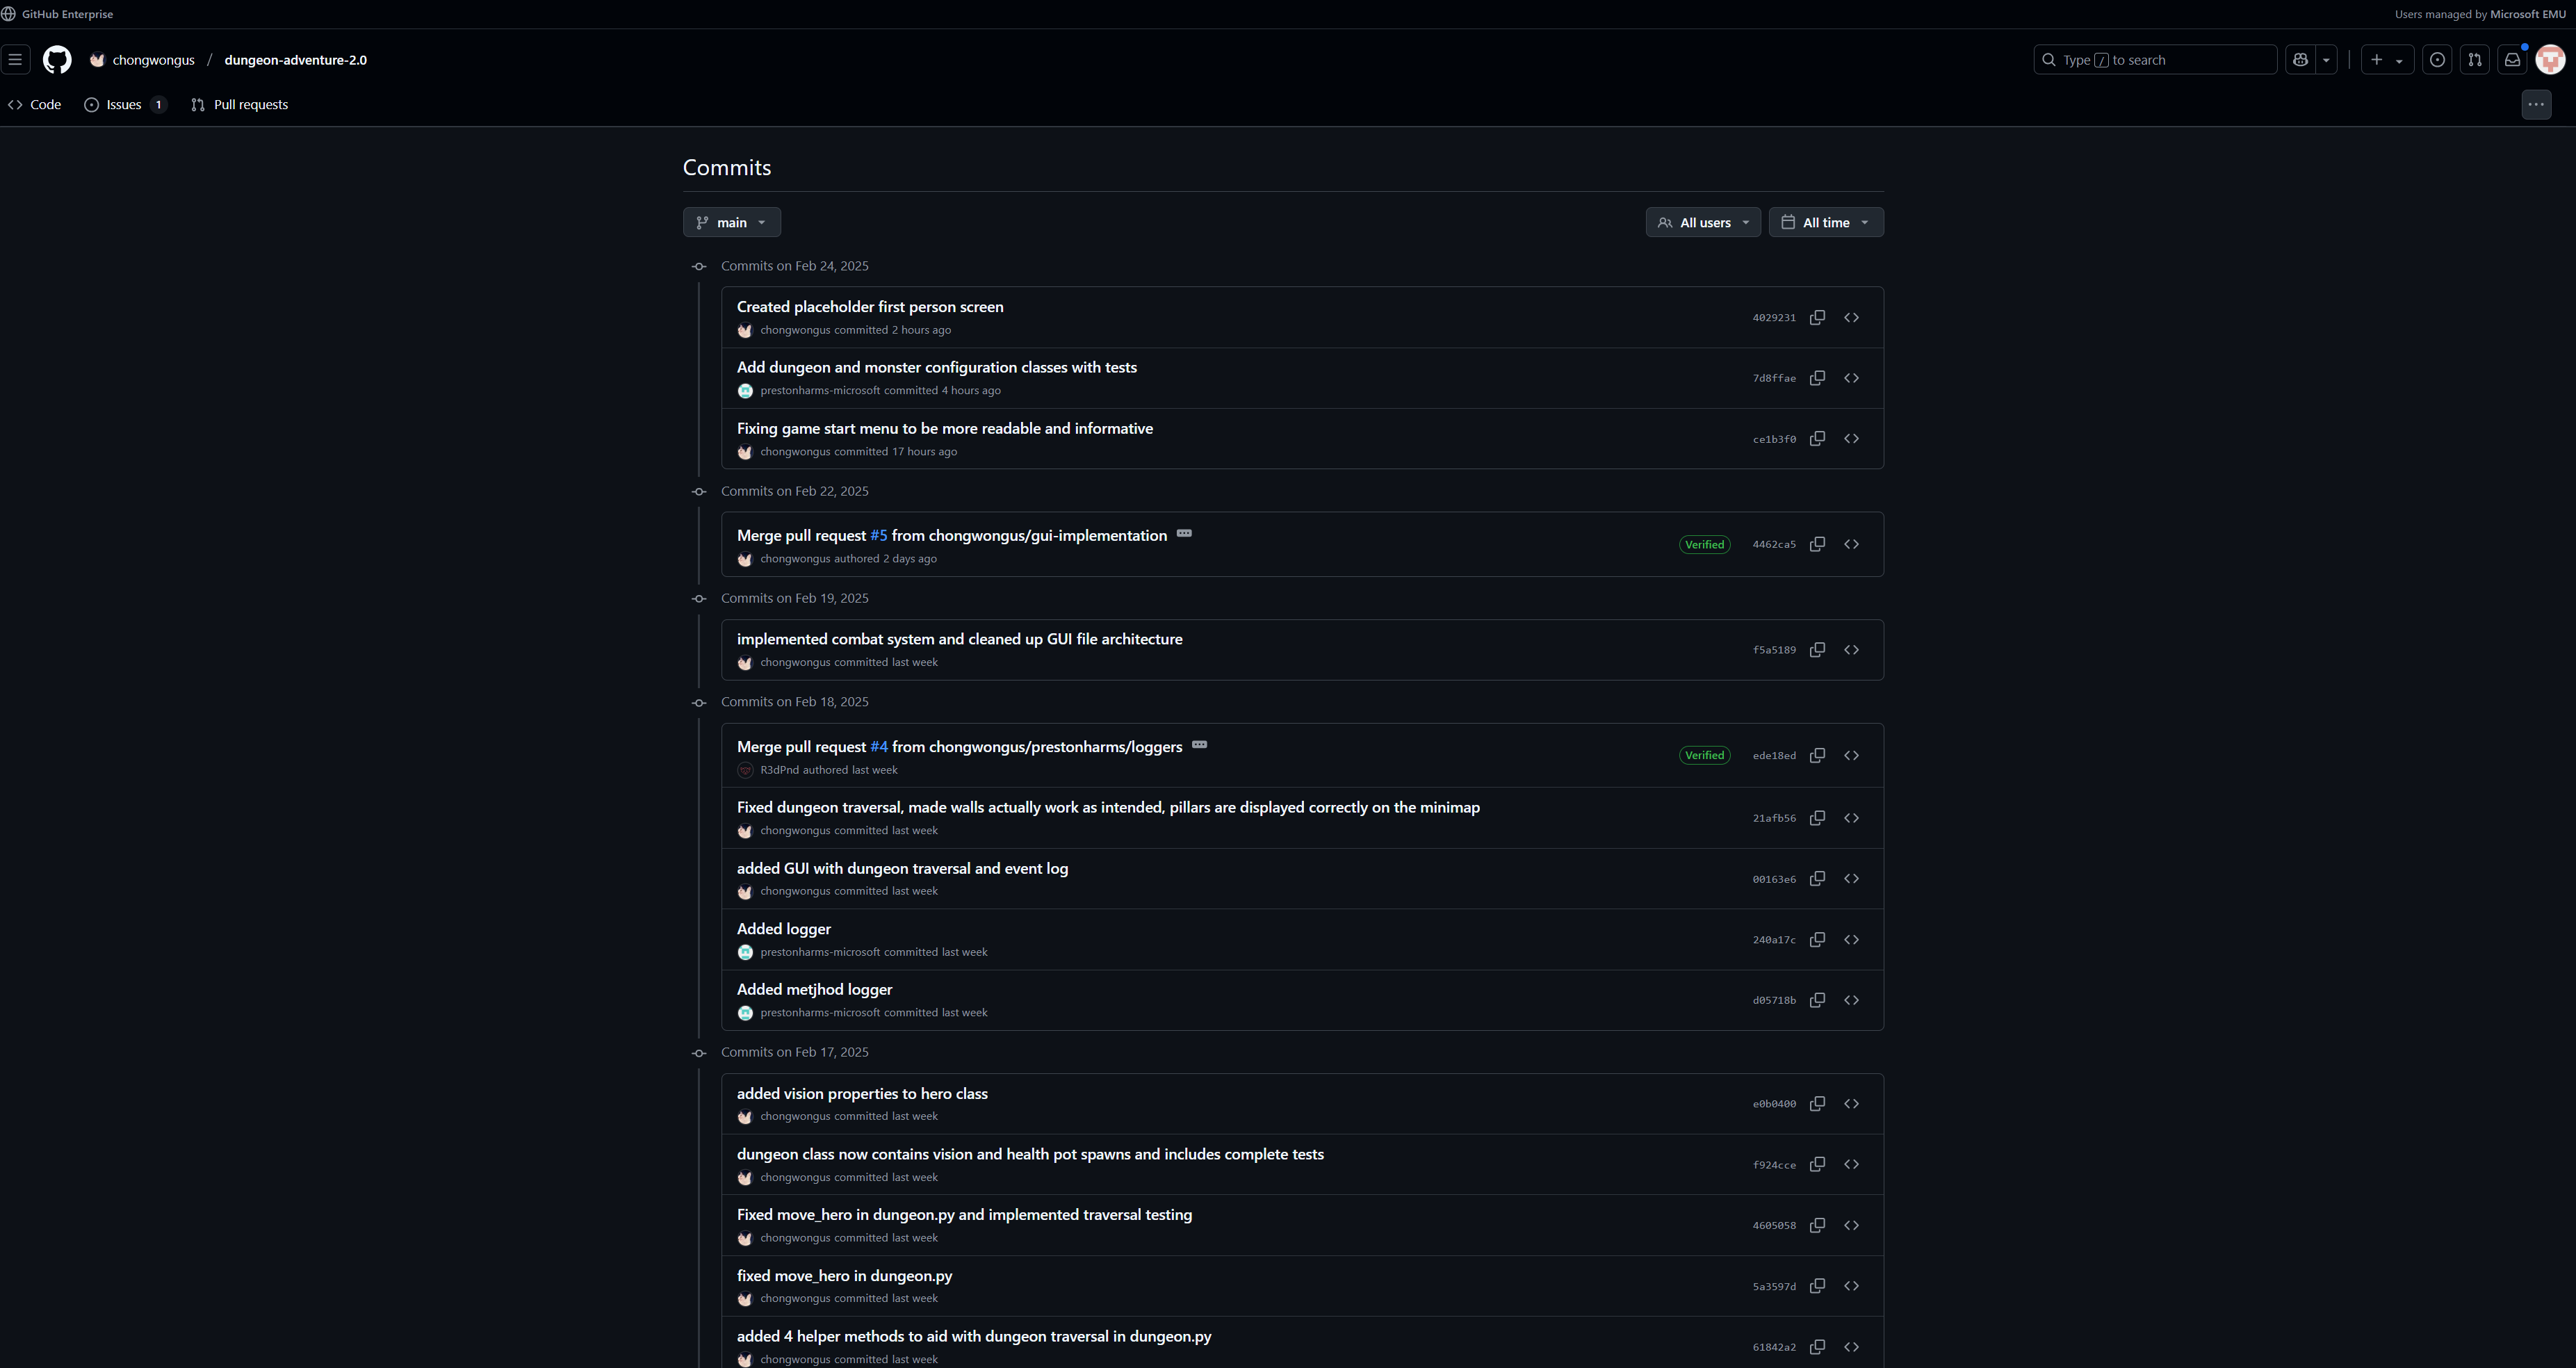 GitHub Enterprise
Users managed by Microsoft EMU
chongwongus / dungeon-adventure-2.0
Type / to search
Code
Issues 1
Pull requests
Commits
main
All users
All time
Commits on Feb 24, 2025
Created placeholder first person screen
4029231
chongwongus committed 2 hours ago
Add dungeon and monster configuration classes with tests
7d8ffae
prestonharms-microsoft committed 4 hours ago
Fixing game start menu to be more readable and informative
ce1b3f0
chongwongus committed 17 hours ago
Commits on Feb 22, 2025
Merge pull request #5 from chongwongus/gui-implementation
Verified
4462ca5
chongwongus authored 2 days ago
Commits on Feb 19, 2025
implemented combat system and cleaned up GUI file architecture
f5a5189
chongwongus committed last week
Commits on Feb 18, 2025
Merge pull request #4 from chongwongus/prestonharms/loggers
Verified
ede18ed
R3dPnd authored last week
Fixed dungeon traversal, made walls actually work as intended, pillars are displayed correctly on the minimap
21afb56
chongwongus committed last week
added GUI with dungeon traversal and event log
00163e6
chongwongus committed last week
Added logger
240a17c
prestonharms-microsoft committed last week
Added metjhod logger
d05718b
prestonharms-microsoft committed last week
Commits on Feb 17, 2025
added vision properties to hero class
e0b0400
chongwongus committed last week
dungeon class now contains vision and health pot spawns and includes complete tests
f924cce
chongwongus committed last week
Fixed move_hero in dungeon.py and implemented traversal testing
4605058
chongwongus committed last week
fixed move_hero in dungeon.py
5a3597d
chongwongus committed last week
added 4 helper methods to aid with dungeon traversal in dungeon.py
61842a2
chongwongus committed last week